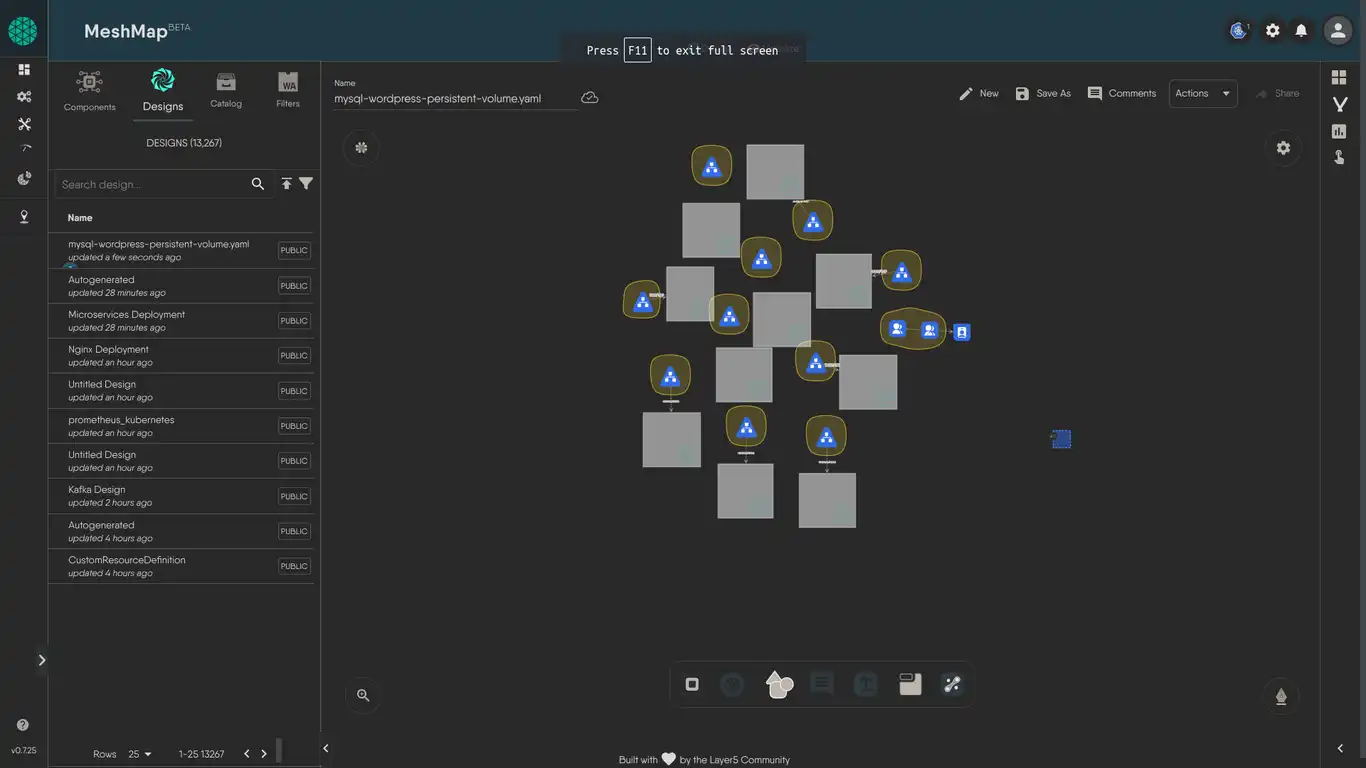 MeshMap BETA
Press F11 to exit full screen
1
Components
Designs
Catalog
WA
Filters
DESIGNS (13,267)
Search design...
Name
mysql-wordpress-persistent-volume.yaml
updated a few seconds ago
PUBLIC
Autogenerated
updated 28 minutes ago
PUBLIC
Microservices Deployment
updated 28 minutes ago
PUBLIC
Nginx Deployment
updated an hour ago
PUBLIC
Untitled Design
updated an hour ago
PUBLIC
prometheus_kubernetes
updated an hour ago
PUBLIC
Untitled Design
updated an hour ago
PUBLIC
Kafka Design
updated 2 hours ago
PUBLIC
Autogenerated
updated 4 hours ago
PUBLIC
CustomResourceDefinition
updated 4 hours ago
PUBLIC
Rows 25 1-25 13267
v0.7.25
Name
mysql-wordpress-persistent-volume.yaml
New
Save As
Comments
Actions
Share
Built with by the Layer5 Community